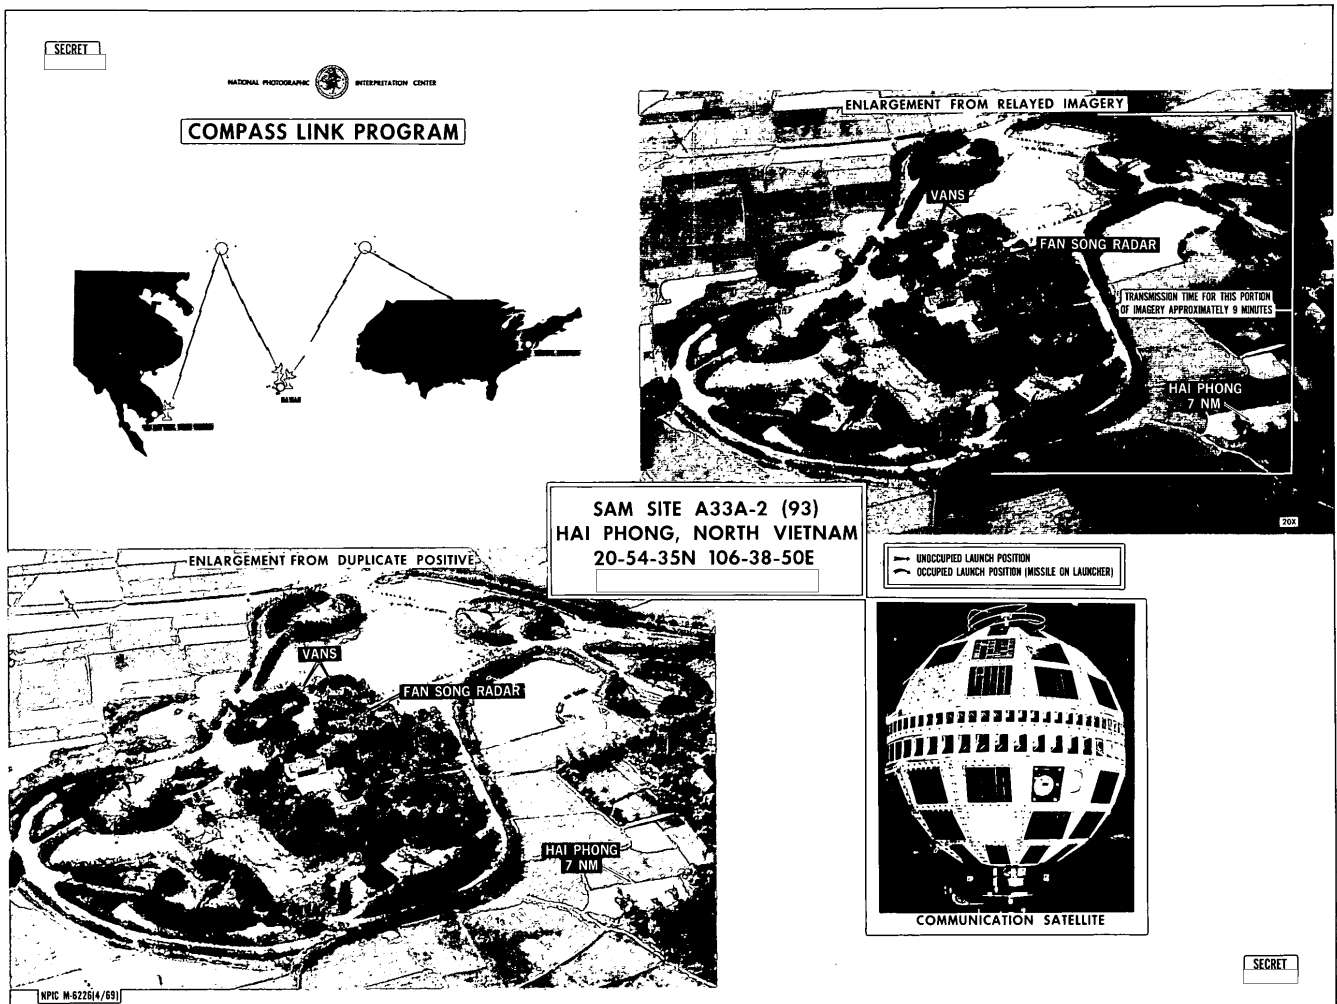 SECRET
NATIONAL PHOTOGRAPHIC INTERPRETATION CENTER
COMPASS LINK PROGRAM
HAWAII
ENLARGEMENT FROM RELAYED IMAGERY
VANS
FAN SONG RADAR
TRANSMISSION TIME FOR THIS PORTION
OF IMAGERY APPROXIMATELY 9 MINUTES
HAI PHONG
7 NM
20X
SAM SITE A33A-2 (93)
HAI PHONG, NORTH VIETNAM
20-54-35N 106-38-50E
UNOCCUPIED LAUNCH POSITION
OCCUPIED LAUNCH POSITION (MISSILE ON LAUNCHER)
ENLARGEMENT FROM DUPLICATE POSITIVE
VANS
FAN SONG RADAR
HAI PHONG
7 NM
COMMUNICATION SATELLITE
SECRET
NPIC M-6226(4/69)